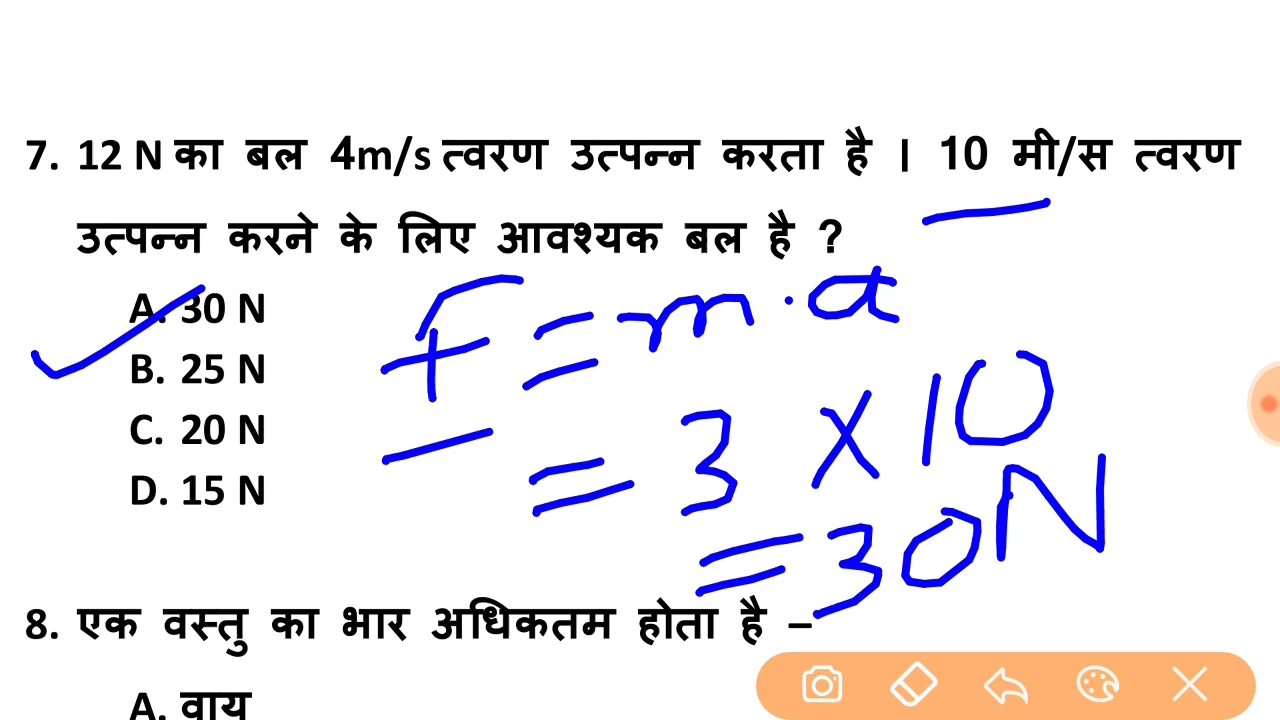 7. 12 N का बल 4m/s त्वरण उत्पन्न करता है । 10 मी/स त्वरण
उत्पन्न करने के लिए आवश्यक बल है ?
A. 30 N
B. 25 N
C. 20 N
D. 15 N
F = m . a
= 3 x 10
= 30 N
8. एक वस्तु का भार अधिकतम होता है –
A. वायु